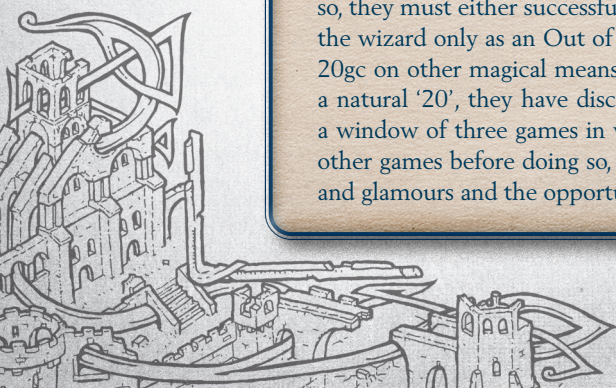 so, they must either successfu
the wizard only as an Out of
20gc on other magical means
a natural ‘20’, they have disc
a window of three games in
other games before doing so,
and glamours and the opportu